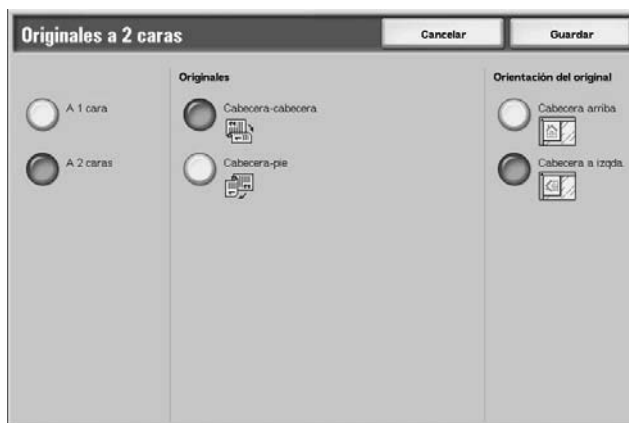 Originales a 2 caras
Cancelar
Guardar
A 1 cara
A 2 caras
Originales
Cabecera-cabecera
Cabecera-pie
Orientación del original
Cabecera arriba
Cabecera a izqda.